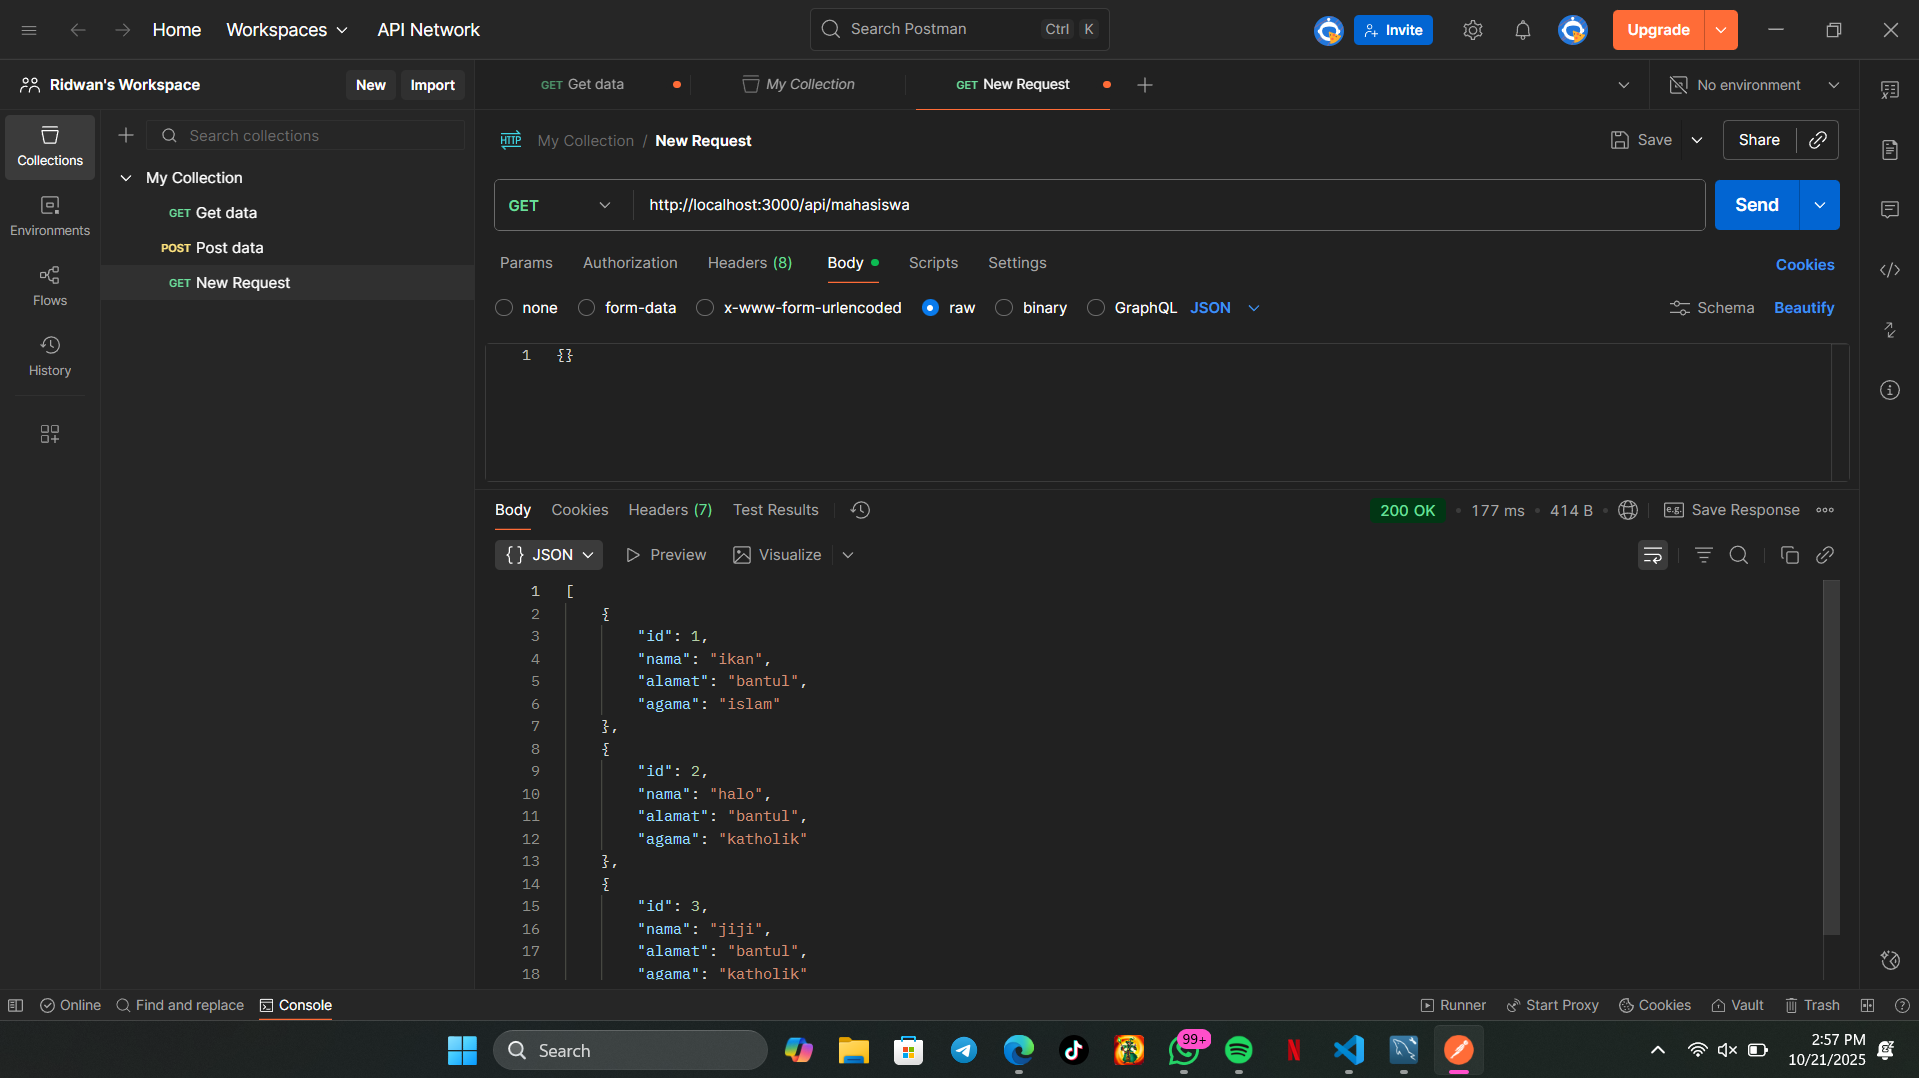 Home Workspaces API Network
Search Postman Ctrl K
Invite Upgrade
Ridwan's Workspace New Import
GET Get data My Collection GET New Request No environment
Search collections
Collections
Environments
Flows
History
My Collection
GET Get data
POST Post data
GET New Request
HTTP My Collection / New Request Save Share
GET http://localhost:3000/api/mahasiswa Send
Params Authorization Headers (8) Body Scripts Settings Cookies
none form-data x-www-form-urlencoded raw binary GraphQL JSON Schema Beautify
1 {}
Body Cookies Headers (7) Test Results 200 OK • 177 ms • 414 B • e.g. Save Response
{} JSON Preview Visualize
1 [
2 {
3 "id": 1,
4 "nama": "ikan",
5 "alamat": "bantul",
6 "agama": "islam"
7 },
8 {
9 "id": 2,
10 "nama": "halo",
11 "alamat": "bantul",
12 "agama": "katholik"
13 },
14 {
15 "id": 3,
16 "nama": "jiji",
17 "alamat": "bantul",
18 "agama": "katholik"
Online Find and replace Console Runner Start Proxy Cookies Vault Trash
Search 99+ 2:57 PM
10/21/2025